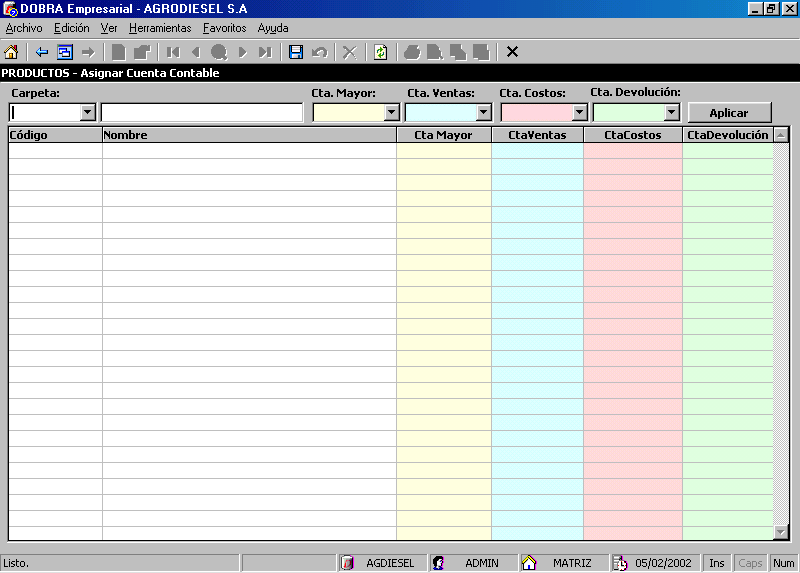 DOBRA Empresarial - AGRODIESEL S.A
Archivo Edición Ver Herramientas Favoritos Ayuda
PRODUCTOS - Asignar Cuenta Contable
Carpeta: Cta. Mayor: Cta. Ventas: Cta. Costos: Cta. Devolución:
Aplicar
Código Nombre Cta Mayor CtaVentas CtaCostos CtaDevolución
Listo. AGDIESEL ADMIN MATRIZ 05/02/2002 Ins Caps Num